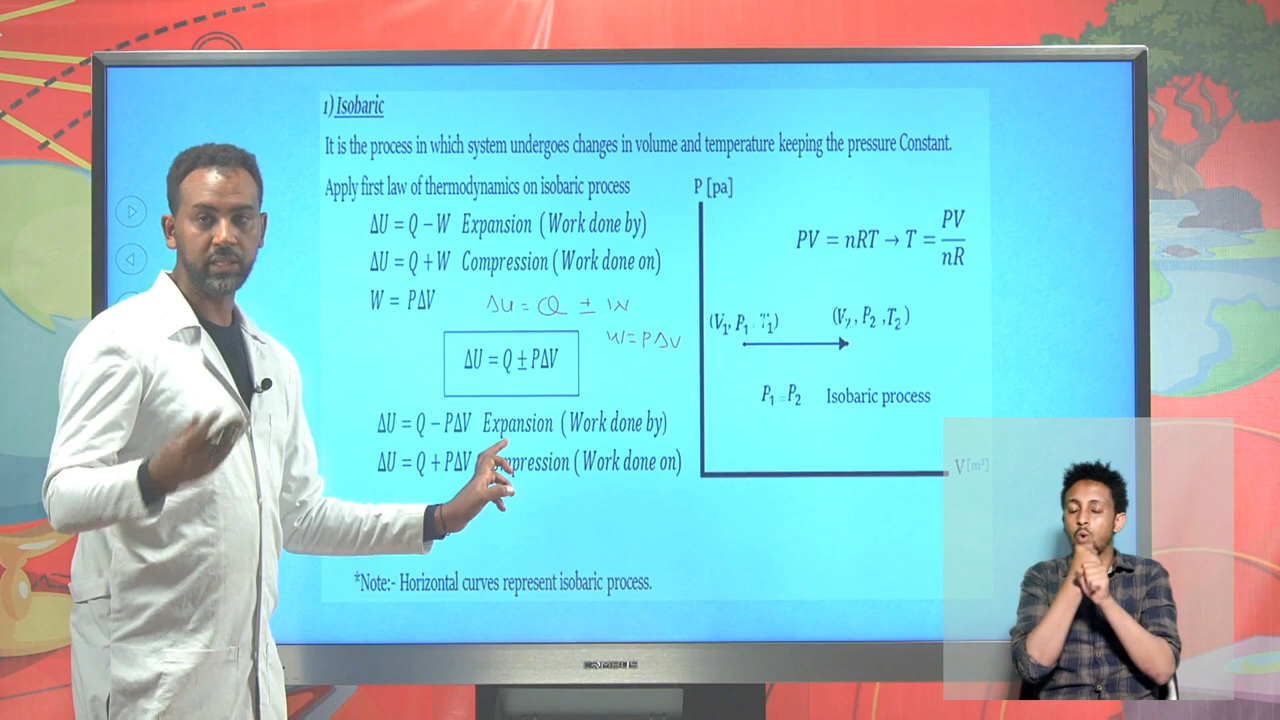 1) Isobaric
It is the process in which system undergoes changes in volume and temperature keeping the pressure Constant.
Apply first law of thermodynamics on isobaric process
ΔU = Q − W Expansion (Work done by)
ΔU = Q + W Compression (Work done on)
W = PΔV
ΔU = Q ± W
W = PΔV
ΔU = Q ± PΔV
ΔU = Q − PΔV Expansion (Work done by)
ΔU = Q + PΔV (Work done on)
*Note:- Horizontal curves represent isobaric process.
P [pa]
PV = nRT → T = PV/nR
(V₁, P₁, T₁)
(V₂, P₂, T₂)
P₁ = P₂ Isobaric process
V[m³]